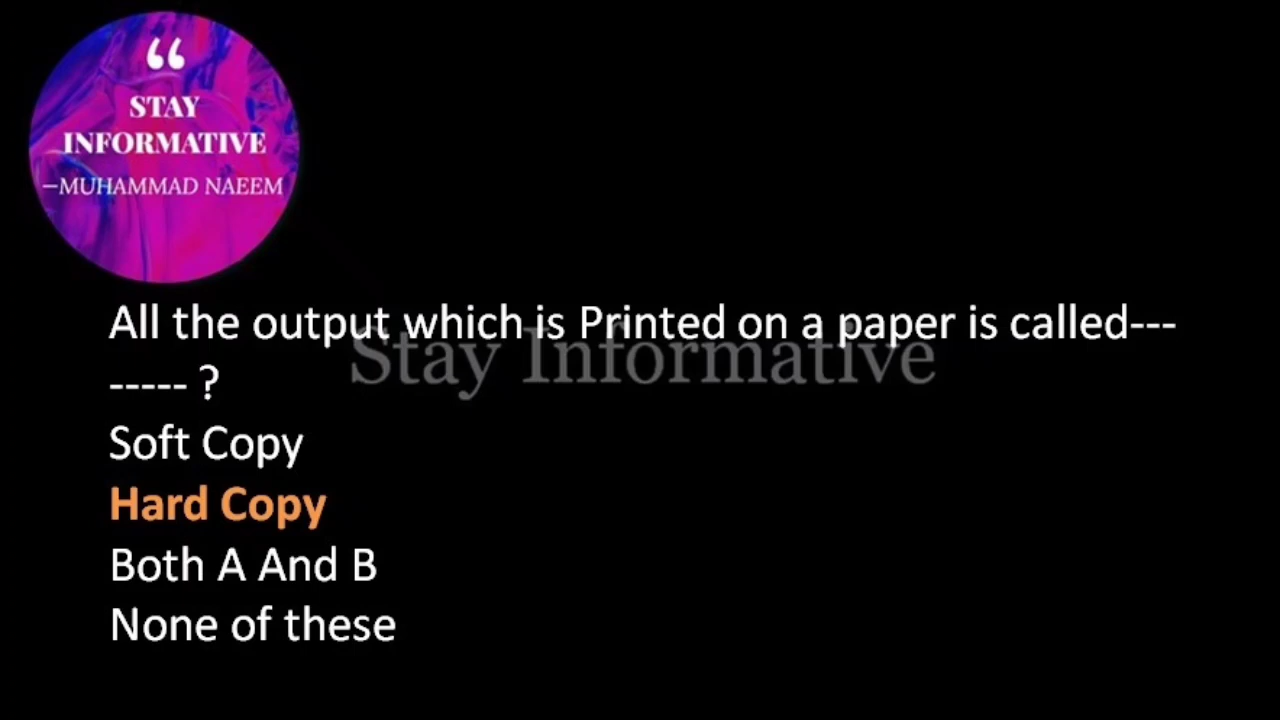 “
STAY
INFORMATIVE
—MUHAMMAD NAEEM
All the output which is Printed on a paper is called---
----- ?
Stay Informative
Soft Copy
Hard Copy
Both A And B
None of these